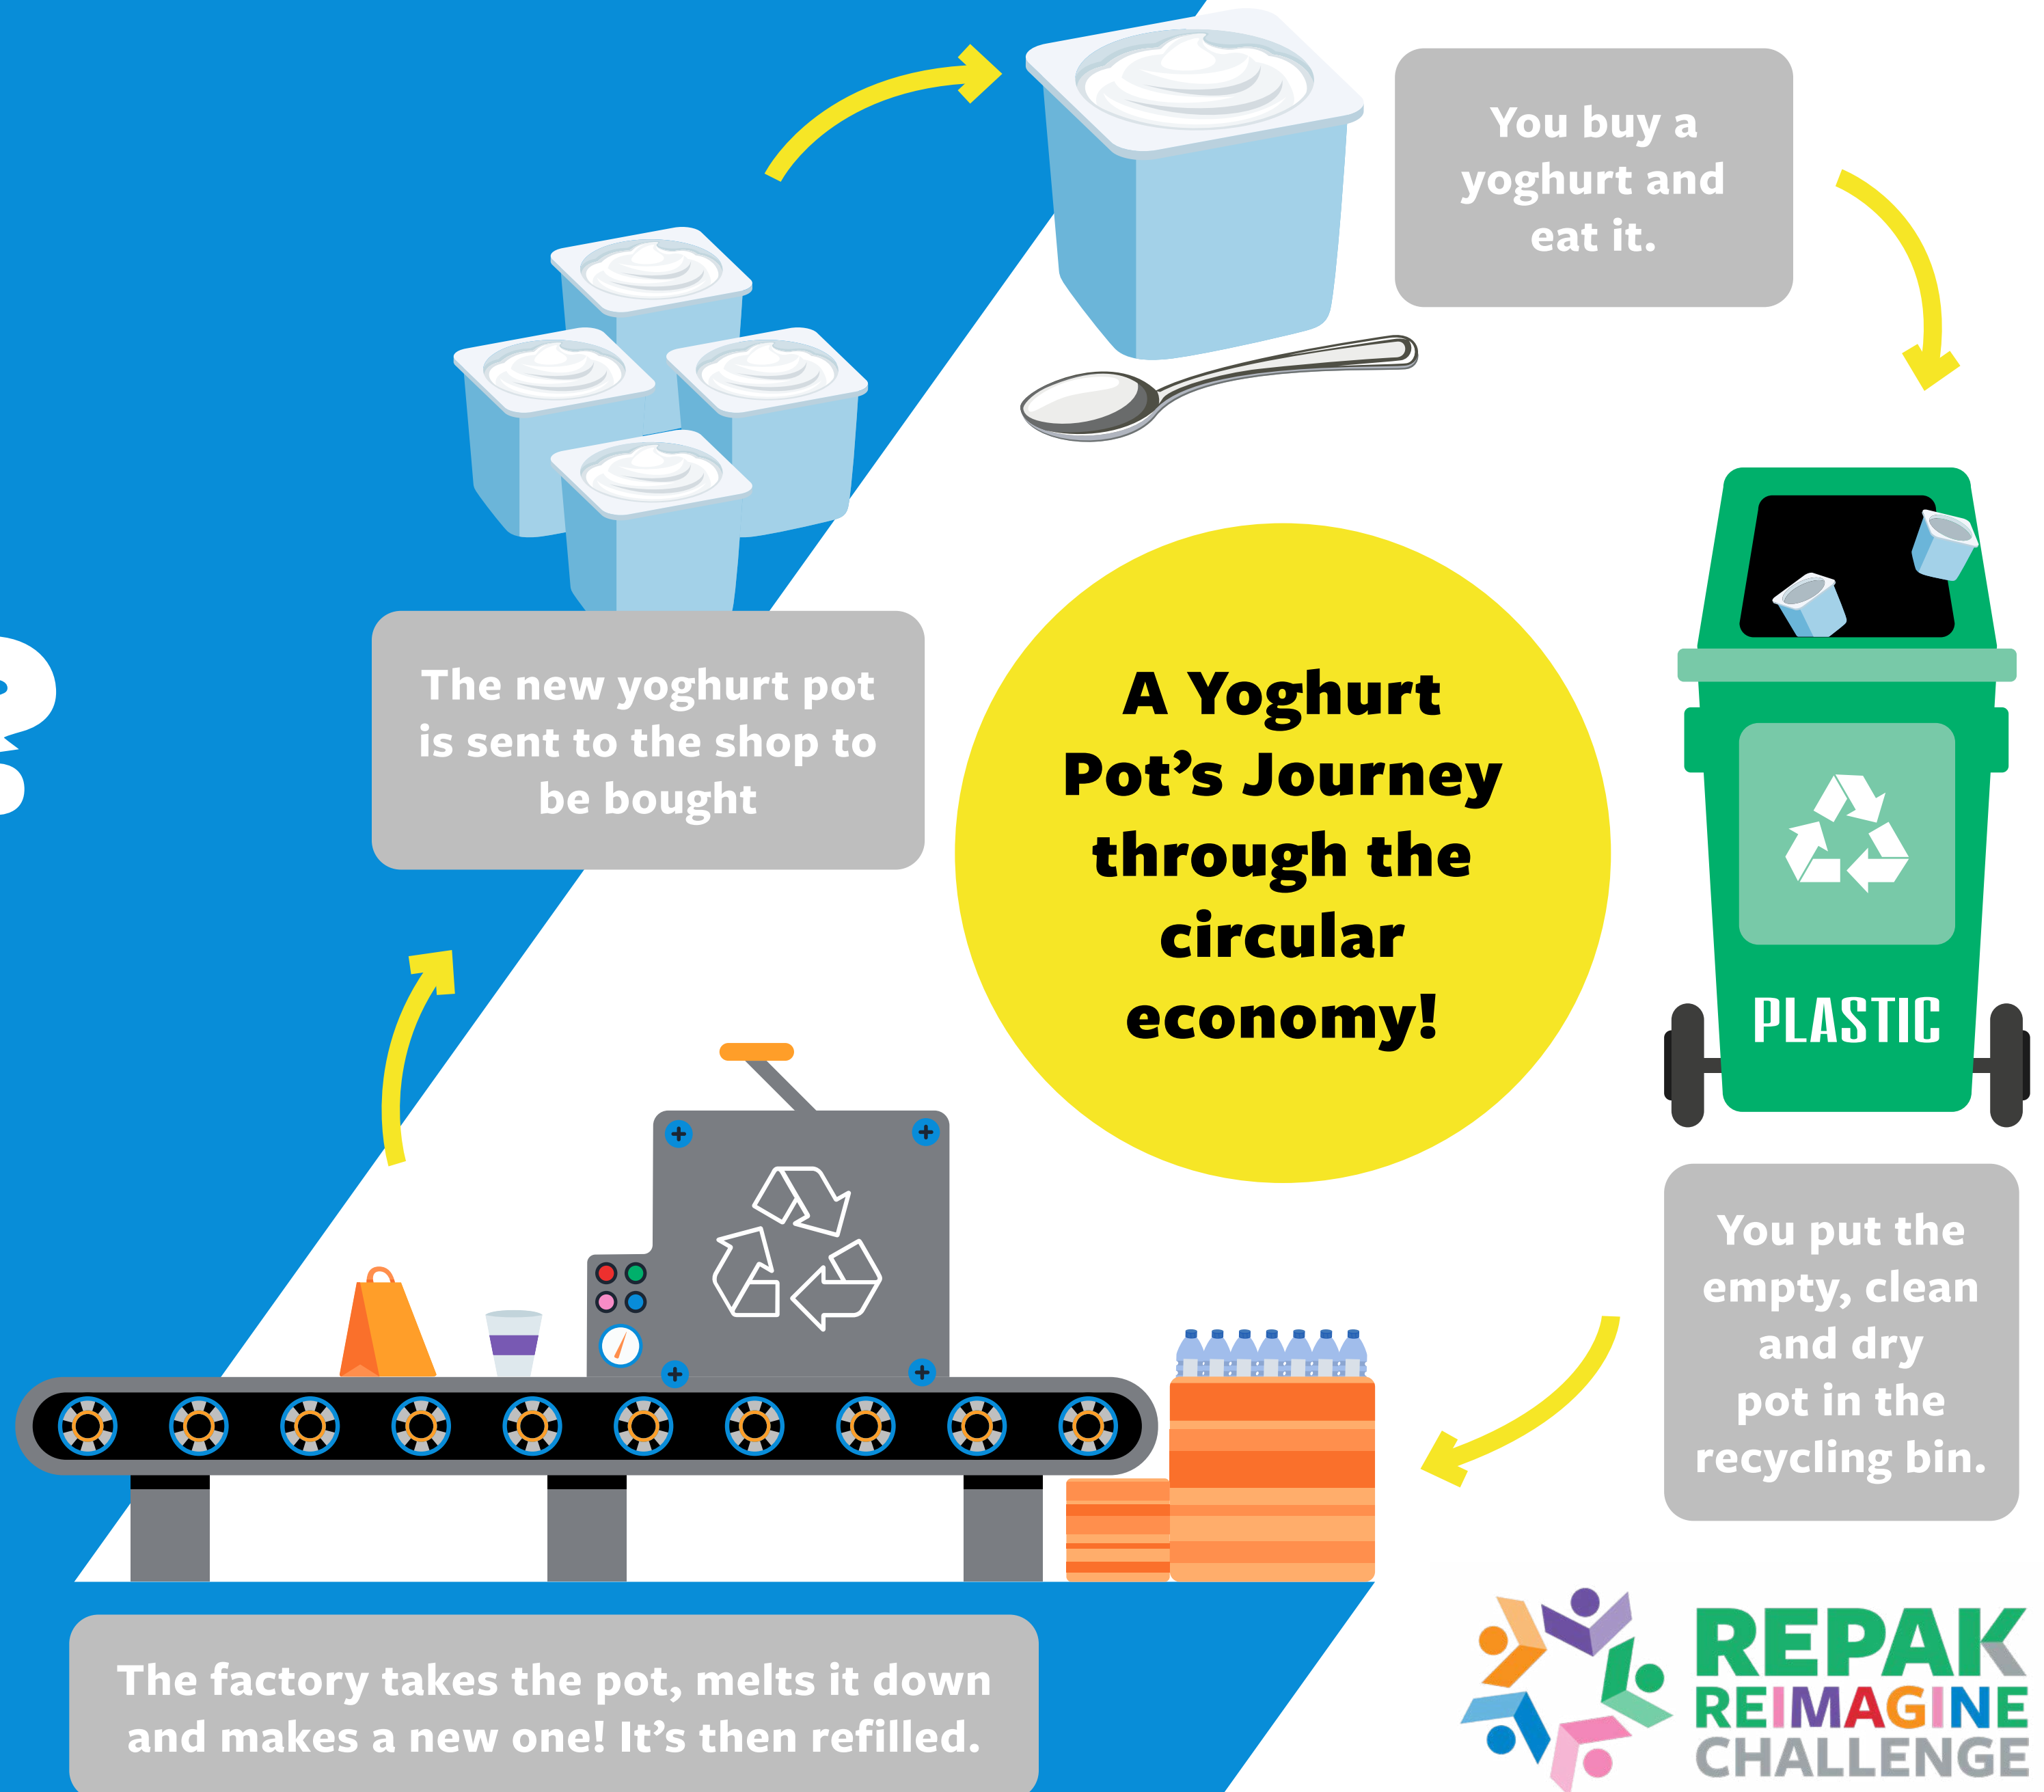 You buy a
yoghurt and
eat it.
The new yoghurt pot
is sent to the shop to
be bought
A Yoghurt
Pot’s Journey
through the
circular
economy!
PLASTIC
You put the
empty, clean
and dry
pot in the
recycling bin.
The factory takes the pot, melts it down
and makes a new one! It’s them refilled.
REPAK
REIMAGINE
CHALLENGE